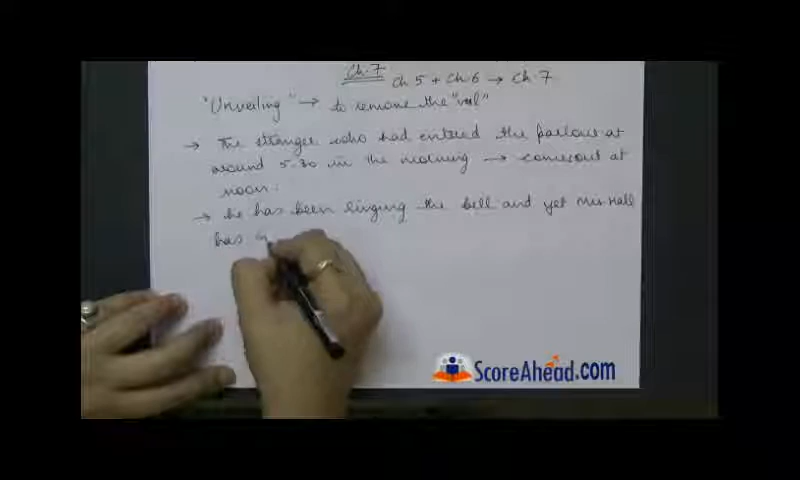 Ch.7
Ch 5 + Ch.6 → Ch.7
"Unveiling" → to remove the "veil"
→ The stranger who had entered the parlour at
around 5.30 in the morning → comesout at
noon.
→ he has been ringing the bell and yet Mrs Hall
has
ScoreAhead.com